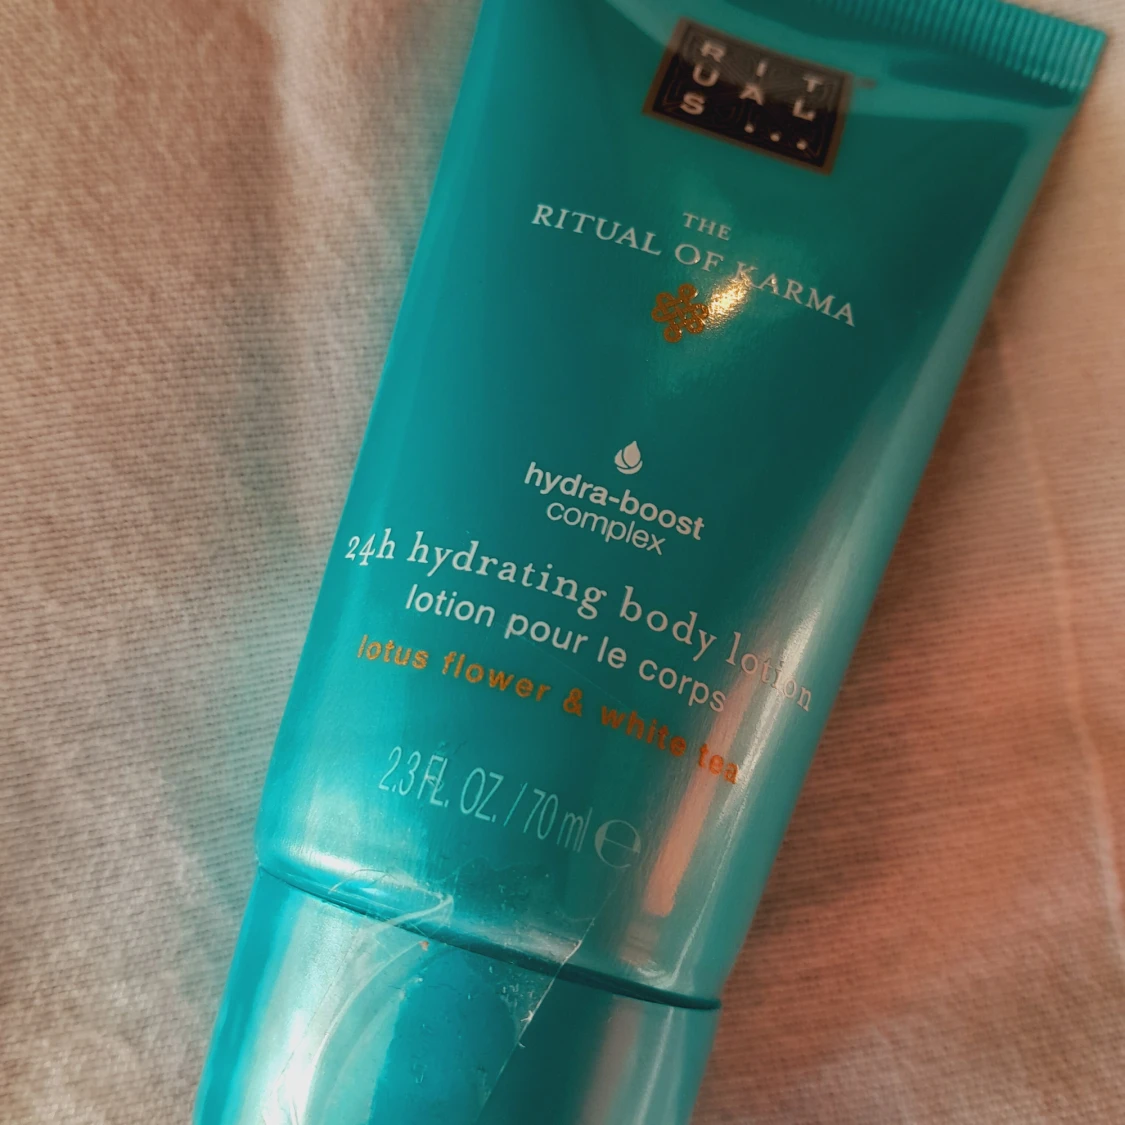 RIT
UAL
S...
THE
RITUAL OF KARMA
hydra-boost
complex
24h hydrating body lotion
lotion pour le corps
lotus flower & white tea
2.3 FL. OZ. / 70 ml ℮